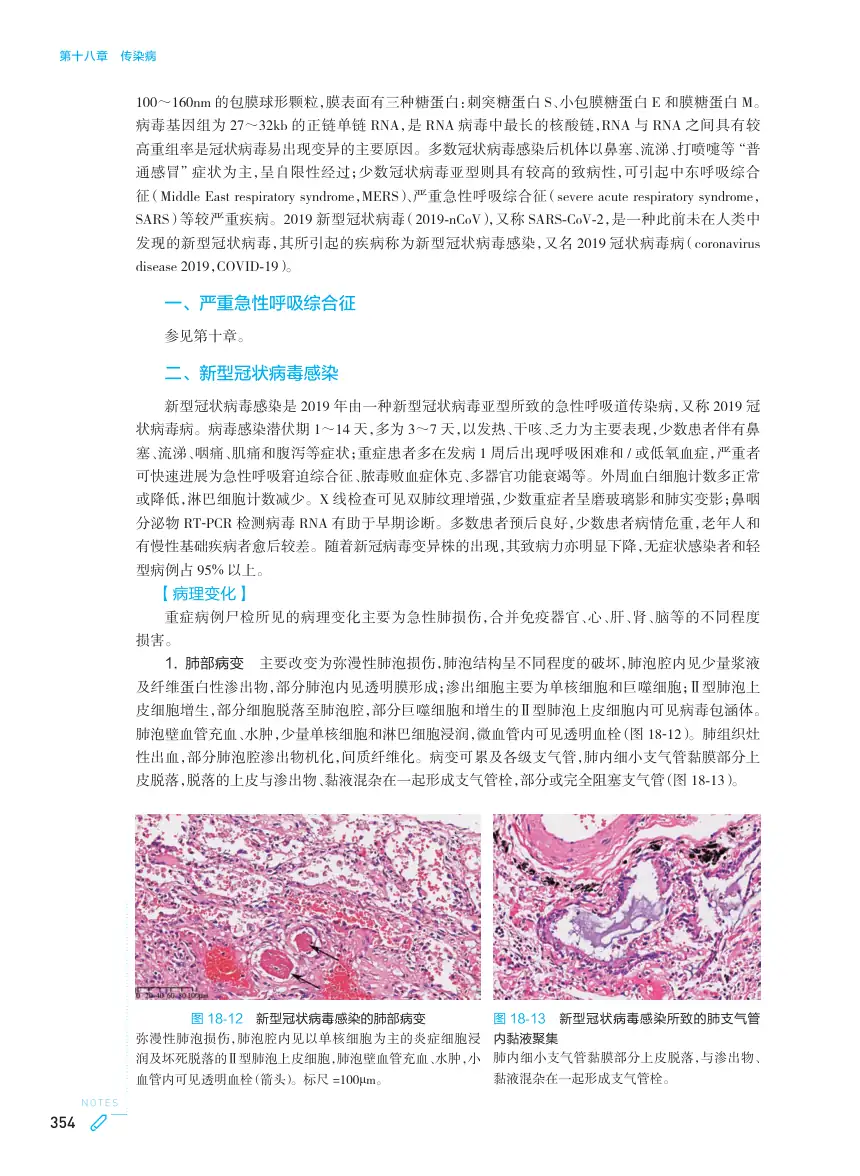 第十八章 传染病
100～160nm 的包膜球形颗粒,膜表面有三种糖蛋白:刺突糖蛋白 S、小包膜糖蛋白 E 和膜糖蛋白 M。
病毒基因组为 27～32kb 的正链单链 RNA,是 RNA 病毒中最长的核酸链,RNA 与 RNA 之间具有较
高重组率是冠状病毒易出现变异的主要原因。多数冠状病毒感染后机体以鼻塞、流涕、打喷嚏等“普
通感冒”症状为主,呈自限性经过;少数冠状病毒亚型则具有较高的致病性,可引起中东呼吸综合
征(Middle East respiratory syndrome,MERS)、严重急性呼吸综合征(severe acute respiratory syndrome,
SARS)等较严重疾病。2019 新型冠状病毒(2019-nCoV),又称 SARS-CoV-2,是一种此前未在人类中
发现的新型冠状病毒,其所引起的疾病称为新型冠状病毒感染,又名 2019 冠状病毒病(coronavirus
disease 2019,COVID-19)。
一、严重急性呼吸综合征
参见第十章。
二、新型冠状病毒感染
新型冠状病毒感染是 2019 年由一种新型冠状病毒亚型所致的急性呼吸道传染病,又称 2019 冠
状病毒病。病毒感染潜伏期 1～14 天,多为 3～7 天,以发热、干咳、乏力为主要表现,少数患者伴有鼻
塞、流涕、咽痛、肌痛和腹泻等症状;重症患者多在发病 1 周后出现呼吸困难和 / 或低氧血症,严重者
可快速进展为急性呼吸窘迫综合征、脓毒败血症休克、多器官功能衰竭等。外周血白细胞计数多正常
或降低,淋巴细胞计数减少。X 线检查可见双肺纹理增强,少数重症者呈磨玻璃影和肺实变影;鼻咽
分泌物 RT-PCR 检测病毒 RNA 有助于早期诊断。多数患者预后良好,少数患者病情危重,老年人和
有慢性基础疾病者愈后较差。随着新冠病毒变异株的出现,其致病力亦明显下降,无症状感染者和轻
型病例占 95% 以上。
【病理变化】
重症病例尸检所见的病理变化主要为急性肺损伤,合并免疫器官、心、肝、肾、脑等的不同程度
损害。
1. 肺部病变 主要改变为弥漫性肺泡损伤,肺泡结构呈不同程度的破坏,肺泡腔内见少量浆液
及纤维蛋白性渗出物,部分肺泡内见透明膜形成;渗出细胞主要为单核细胞和巨噬细胞;Ⅱ型肺泡上
皮细胞增生,部分细胞脱落至肺泡腔,部分巨噬细胞和增生的Ⅱ型肺泡上皮细胞内可见病毒包涵体。
肺泡壁血管充血、水肿,少量单核细胞和淋巴细胞浸润,微血管内可见透明血栓(图 18-12)。肺组织灶
性出血,部分肺泡腔渗出物机化,间质纤维化。病变可累及各级支气管,肺内细小支气管黏膜部分上
皮脱落,脱落的上皮与渗出物、黏液混杂在一起形成支气管栓,部分或完全阻塞支气管(图 18-13)。
0 20 40 60 80 100μm
图 18-12 新型冠状病毒感染的肺部病变
弥漫性肺泡损伤,肺泡腔内见以单核细胞为主的炎症细胞浸
润及坏死脱落的Ⅱ型肺泡上皮细胞,肺泡壁血管充血、水肿,小
血管内可见透明血栓(箭头)。标尺 =100μm。
图 18-13 新型冠状病毒感染所致的肺支气管
内黏液聚集
肺内细小支气管黏膜部分上皮脱落,与渗出物、
黏液混杂在一起形成支气管栓。
NOTES
354